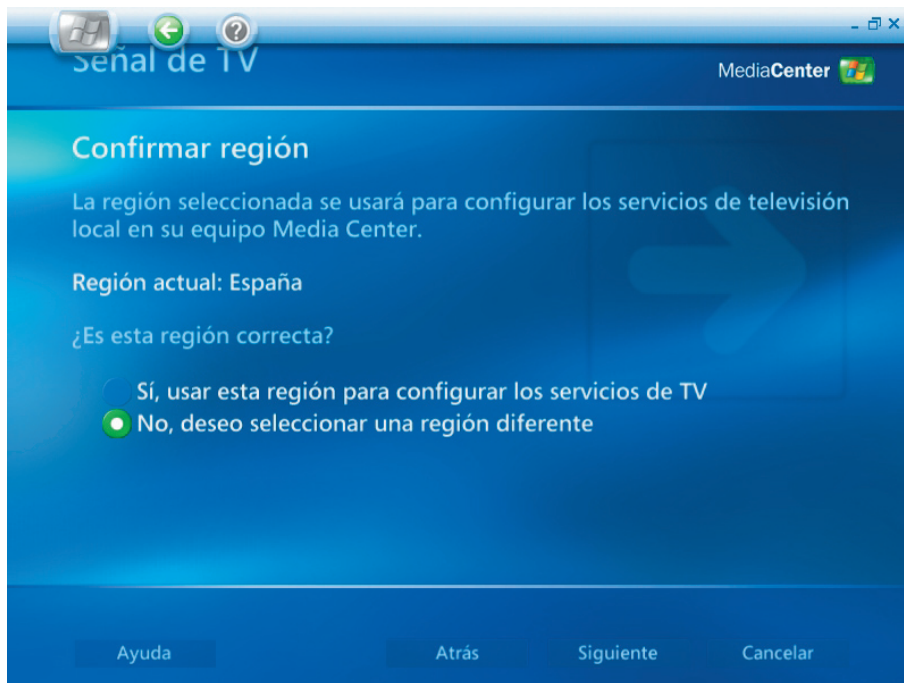 Señal de TV
MediaCenter
Confirmar región
La región seleccionada se usará para configurar los servicios de televisión
local en su equipo Media Center.
Región actual: España
¿Es esta región correcta?
Sí, usar esta región para configurar los servicios de TV
No, deseo seleccionar una región diferente
Ayuda Atrás Siguiente Cancelar